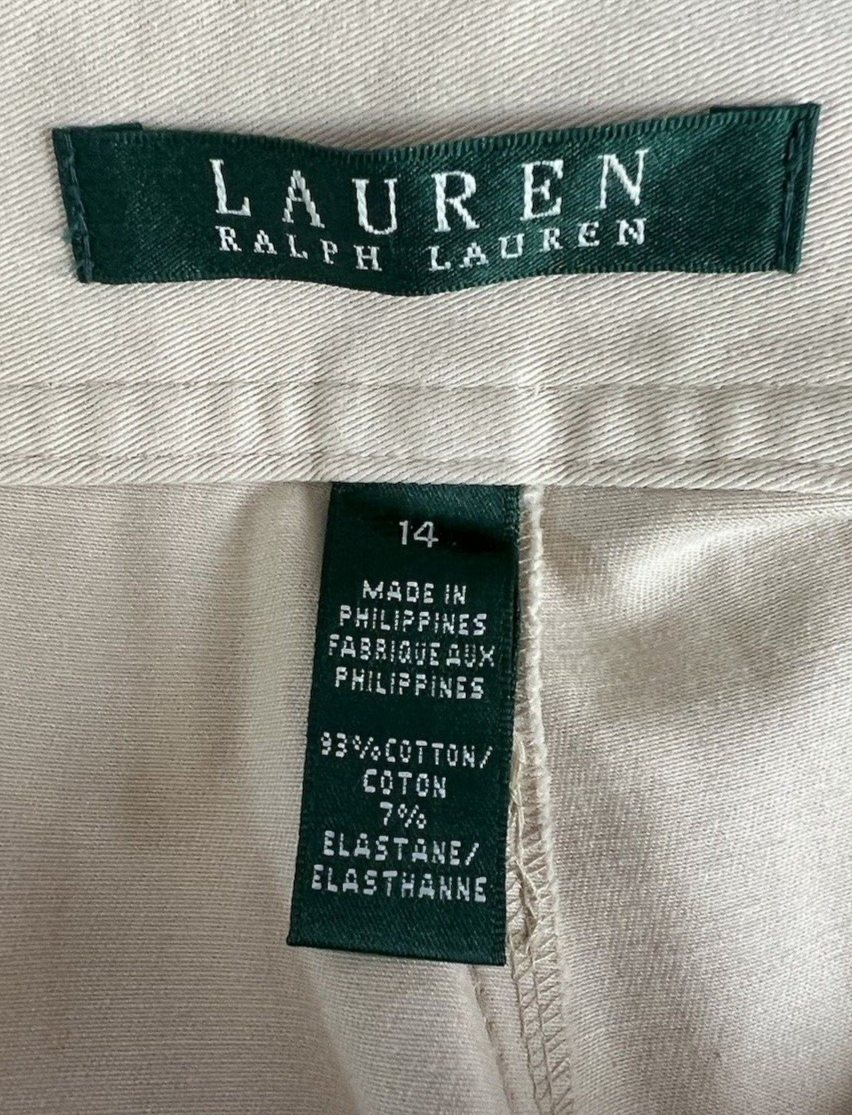 LAUREN
RALPH LAUREN
14
MADE IN
PHILIPPINES
FABRIQUE AUX
PHILIPPINES
93% COTTON/
COTON
7%
ELASTANE/
ELASTHANNE